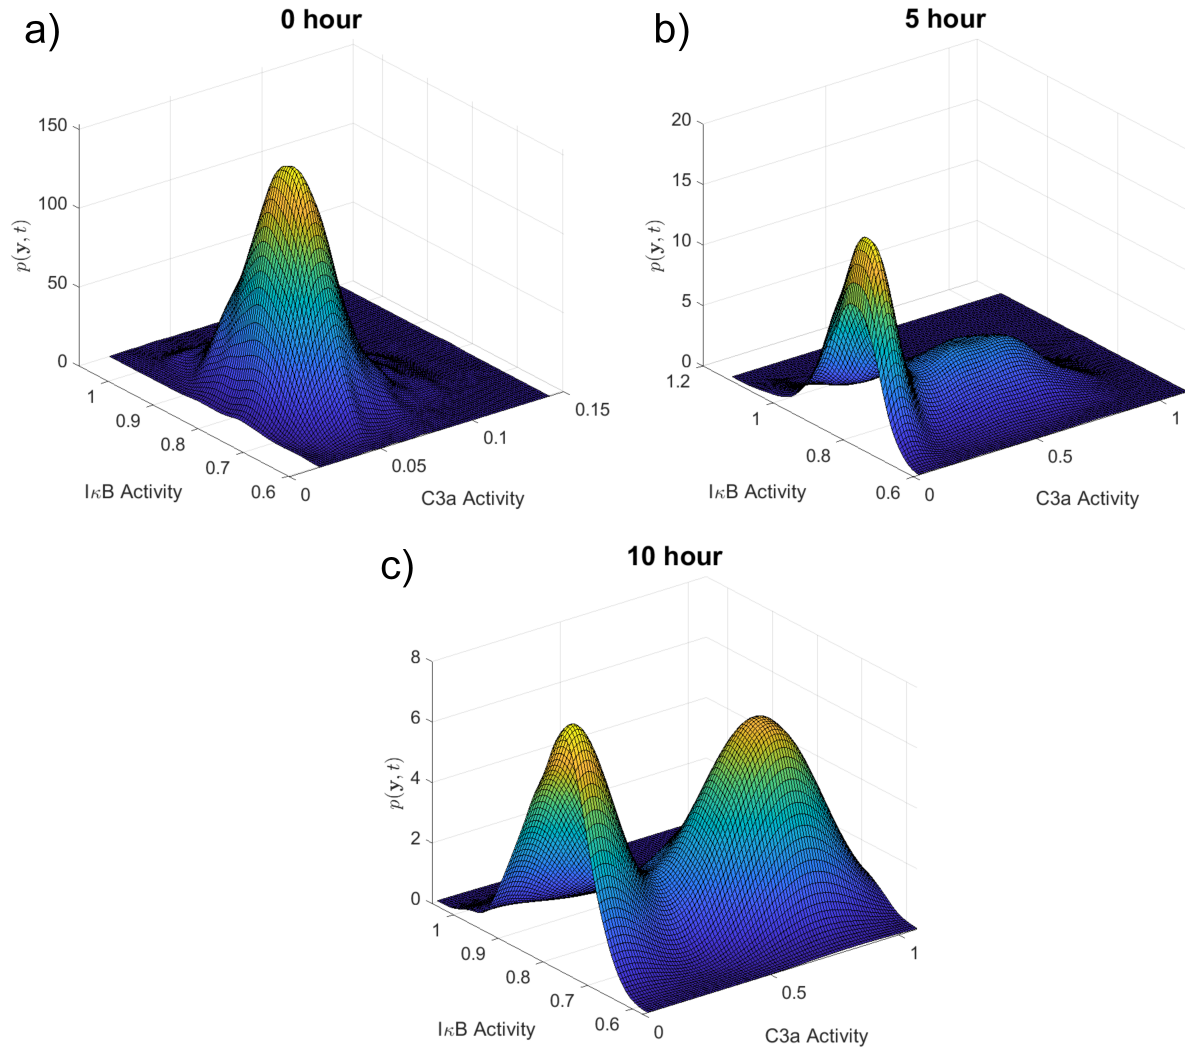 a)
0 hour
150
100
50
0
p(y, t)
1
0.9
0.8
0.7
0.6
IκB Activity
0
0.05
0.1
0.15
C3a Activity
b)
5 hour
20
15
10
5
0
p(y, t)
1.2
1
0.8
0.6
IκB Activity
0
0.5
1
C3a Activity
c)
10 hour
8
6
4
2
0
p(y, t)
1
0.9
0.8
0.7
0.6
IκB Activity
0
0.5
1
C3a Activity